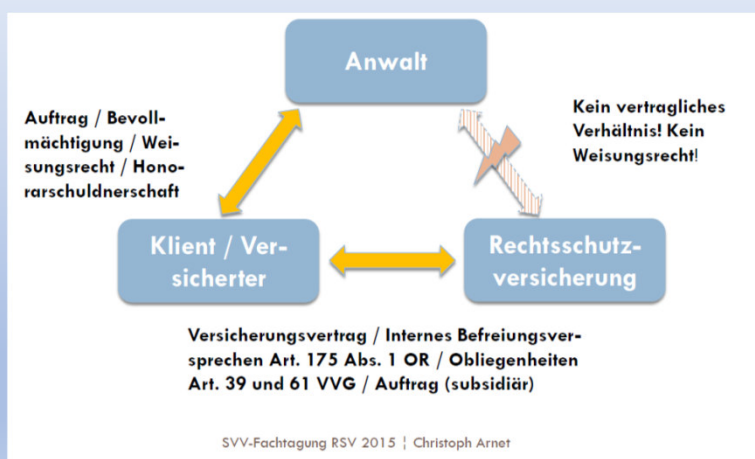 Anwalt
Auftrag / Bevoll-
mächtigung / Wei-
sungsrecht / Hono-
rarschuldnerschaft
Kein vertragliches
Verhältnis! Kein
Weisungsrecht!
Klient / Ver-
sicherter
Rechtsschutz-
versicherung
Versicherungsvertrag / Internes Befreiungsver-
sprechen Art. 175 Abs. 1 OR / Obliegenheiten
Art. 39 und 61 VVG / Auftrag (subsidiär)
SVV-Fachtagung RSV 2015 ¦ Christoph Arnet